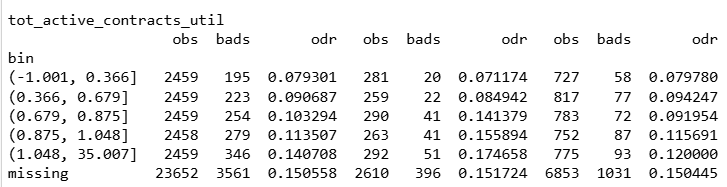 tot_active_contracts_util
obs bads odr obs bads odr obs bads odr
bin
(-1.001, 0.366] 2459 195 0.079301 281 20 0.071174 727 58 0.079780
(0.366, 0.679] 2459 223 0.090687 259 22 0.084942 817 77 0.094247
(0.679, 0.875] 2459 254 0.103294 290 41 0.141379 783 72 0.091954
(0.875, 1.048] 2458 279 0.113507 263 41 0.155894 752 87 0.115691
(1.048, 35.007] 2459 346 0.140708 292 51 0.174658 775 93 0.120000
missing 23652 3561 0.150558 2610 396 0.151724 6853 1031 0.150445